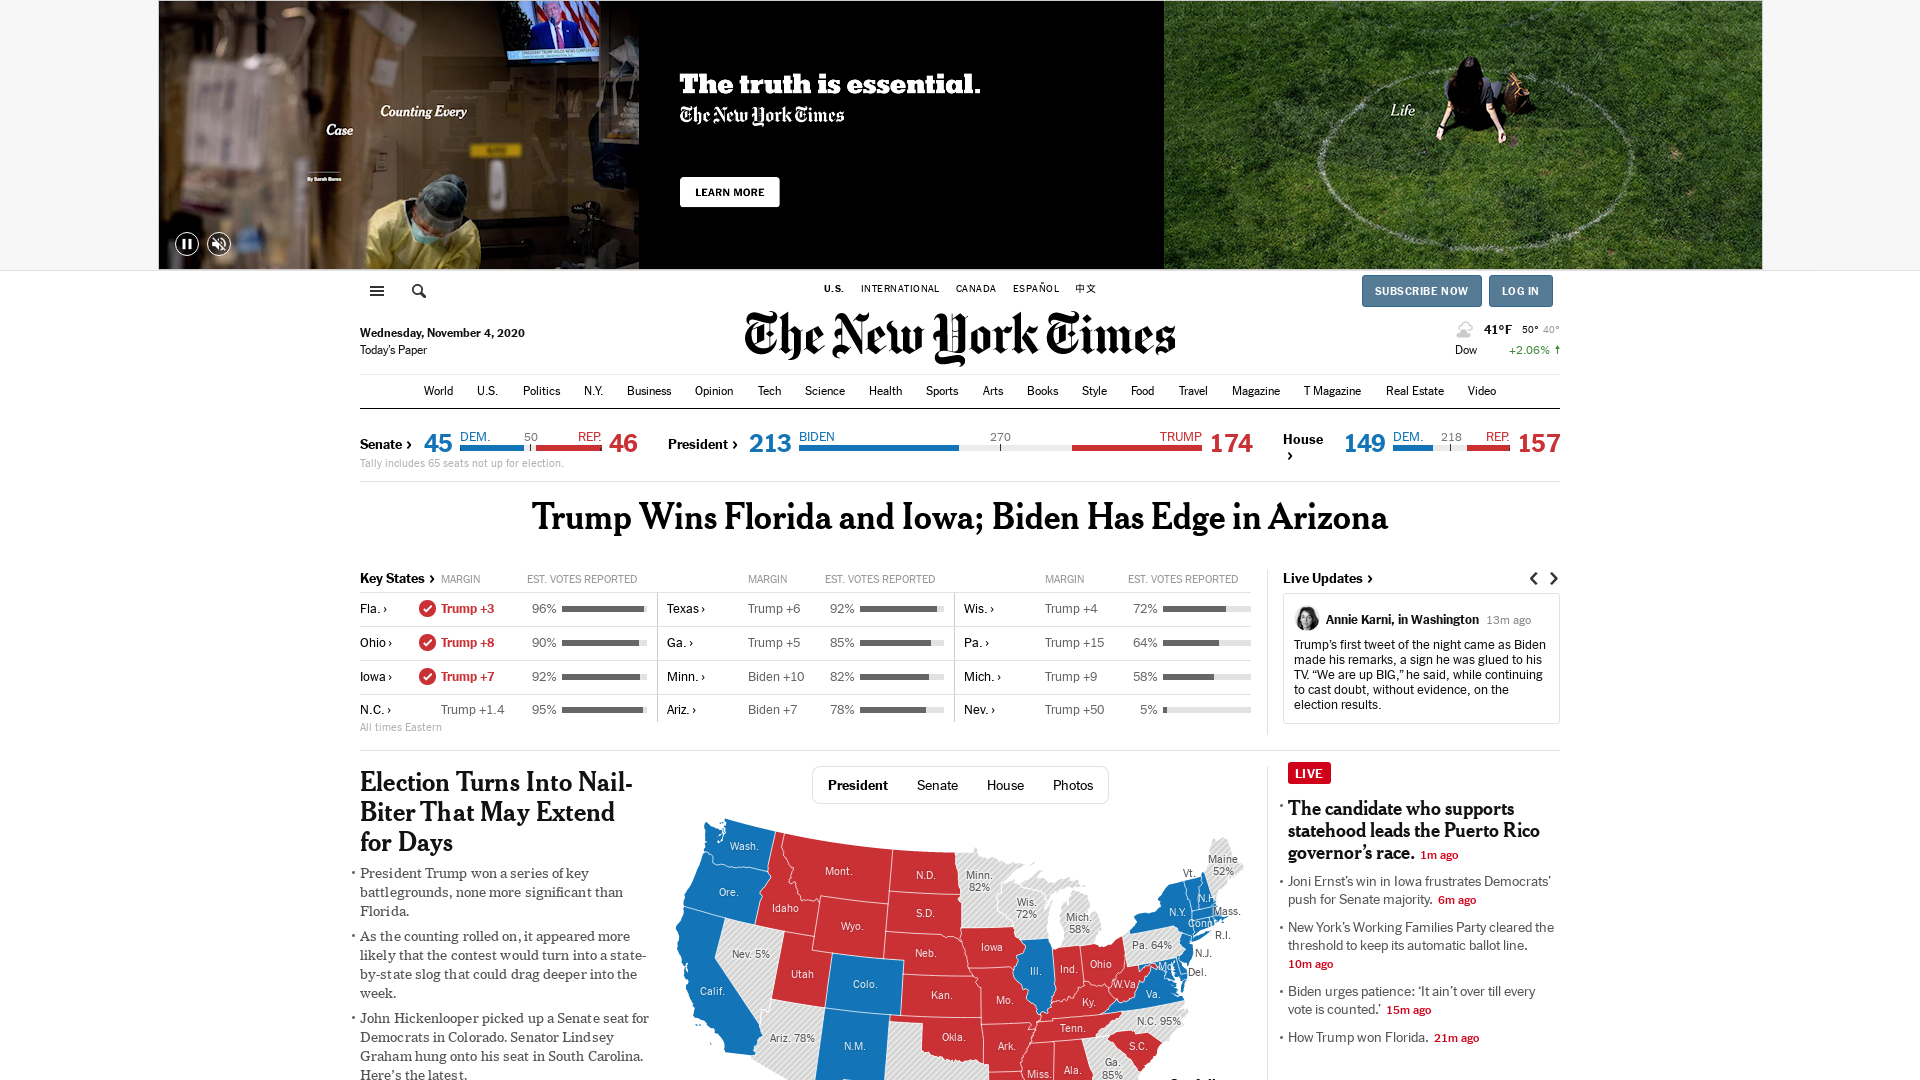 Counting Every
Case
By Sarah Bures
The truth is essential.
The New York Times
LEARN MORE
Life
U.S. INTERNATIONAL CANADA ESPAÑOL 中文
SUBSCRIBE NOW LOG IN
Wednesday, November 4, 2020
Today's Paper
The New York Times
41°F 50° 40°
Dow +2.06% ↑
World U.S. Politics N.Y. Business Opinion Tech Science Health Sports Arts Books Style Food Travel Magazine T Magazine Real Estate Video
Senate › 45 DEM. 50 REP. 46
Tally includes 65 seats not up for election.
President › 213 BIDEN 270 TRUMP 174
House › 149 DEM. 218 REP. 157
Trump Wins Florida and Iowa; Biden Has Edge in Arizona
Key States › MARGIN EST. VOTES REPORTED MARGIN EST. VOTES REPORTED MARGIN EST. VOTES REPORTED
Fla. › Trump +3 96% Texas › Trump +6 92% Wis. › Trump +4 72%
Ohio › Trump +8 90% Ga. › Trump +5 85% Pa. › Trump +15 64%
Iowa › Trump +7 92% Minn. › Biden +10 82% Mich. › Trump +9 58%
N.C. › Trump +1.4 95% Ariz. › Biden +7 78% Nev. › Trump +50 5%
All times Eastern
Live Updates ›
Annie Karni, in Washington 13m ago
Trump's first tweet of the night came as Biden
made his remarks, a sign he was glued to his
TV. “We are up BIG,” he said, while continuing
to cast doubt, without evidence, on the
election results.
Election Turns Into Nail-
Biter That May Extend
for Days
• President Trump won a series of key
battlegrounds, none more significant than
Florida.
• As the counting rolled on, it appeared more
likely that the contest would turn into a state-
by-state slog that could drag deeper into the
week.
• John Hickenlooper picked up a Senate seat for
Democrats in Colorado. Senator Lindsey
Graham hung onto his seat in South Carolina.
Here's the latest.
President Senate House Photos
Wash.
Ore.
Calif.
Nev. 5%
Idaho
Mont.
Wyo.
Utah
Colo.
Ariz. 78%
N.M.
N.D.
S.D.
Neb.
Kan.
Okla.
Minn.
82%
Iowa
Mo.
Ark.
Wis.
72%
Ill.
Mich.
58%
Ind.
Ohio
Ky.
Tenn.
Miss.
Ala.
Ga.
85%
S.C.
N.C. 95%
Va.
W.Va
Md.
Del.
Pa. 64%
N.J.
N.Y.
Conn.
R.I.
Mass.
N.H.
Vt.
Maine
52%
LIVE
• The candidate who supports
statehood leads the Puerto Rico
governor's race. 1m ago
• Joni Ernst's win in Iowa frustrates Democrats'
push for Senate majority. 6m ago
• New York's Working Families Party cleared the
threshold to keep its automatic ballot line.
10m ago
• Biden urges patience: ‘It ain't over till every
vote is counted.’ 15m ago
• How Trump won Florida. 21m ago